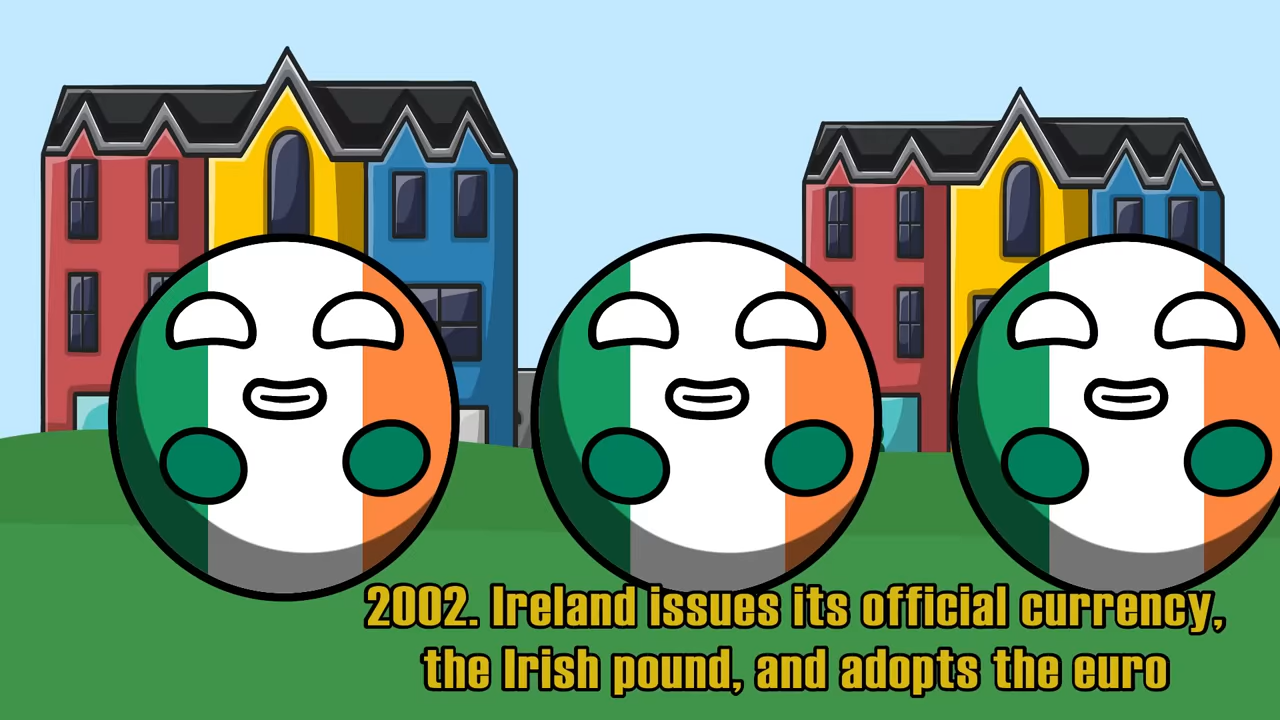 2002. Ireland issues its official currency,
the Irish pound, and adopts the euro